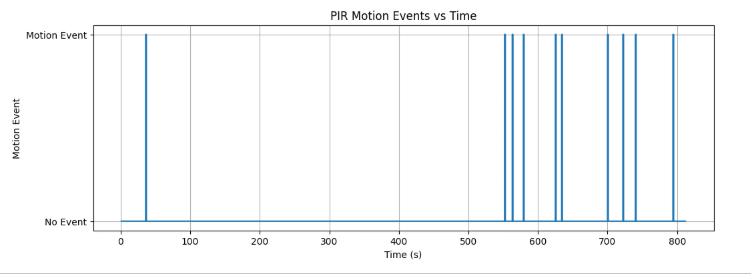 PIR Motion Events vs Time
Motion Event
Motion Event
No Event
0 100 200 300 400 500 600 700 800
Time (s)